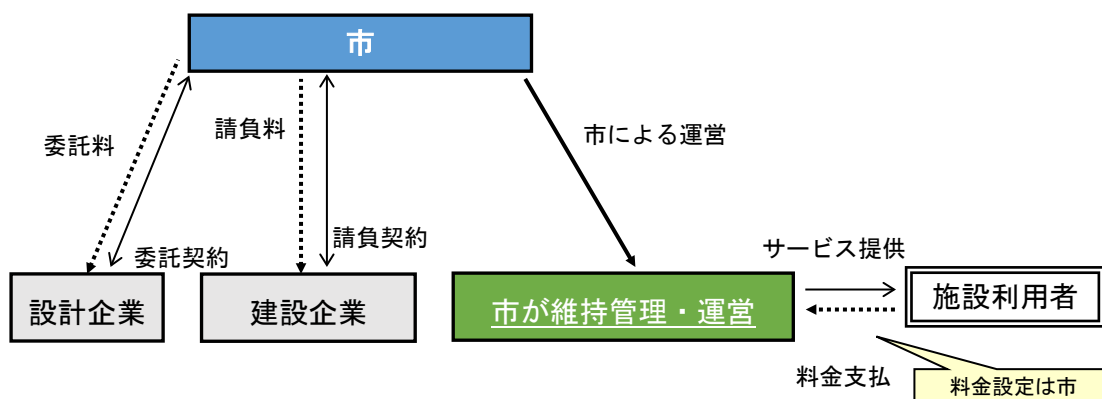 市
委託料
請負料
市による運営
委託契約
請負契約
サービス提供
設計企業
建設企業
市が維持管理・運営
施設利用者
料金支払
料金設定は市